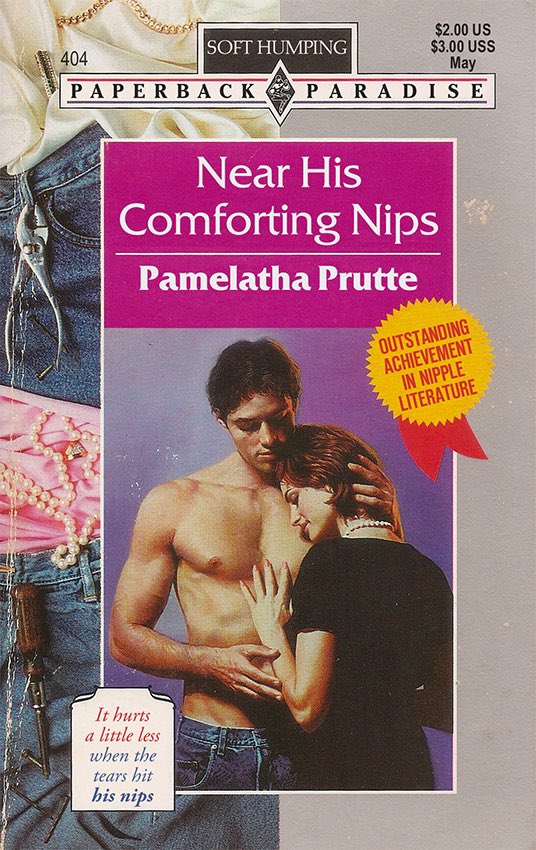 SOFT HUMPING
404
$2.00 US
$3.00 USS
May
PAPERBACK PARADISE
Near His
Comforting Nips
Pamelatha Prutte
OUTSTANDING
ACHIEVEMENT
IN NIPPLE
LITERATURE
It hurts
a little less
when the
tears hit
his nips